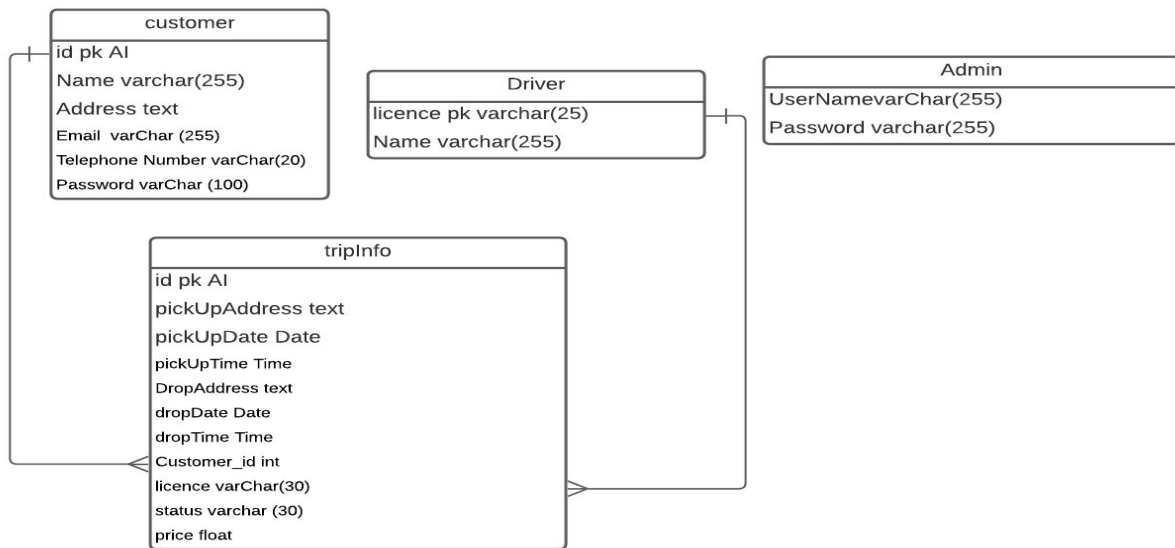 customer
id pk AI
Name varchar(255)
Address text
Email varChar (255)
Telephone Number varChar(20)
Password varChar (100)
Driver
licence pk varchar(25)
Name varchar(255)
Admin
UserNamevarChar(255)
Password varchar(255)
tripInfo
id pk AI
pickUpAddress text
pickUpDate Date
pickUpTime Time
DropAddress text
dropDate Date
dropTime Time
Customer_id int
licence varChar(30)
status varchar (30)
price float